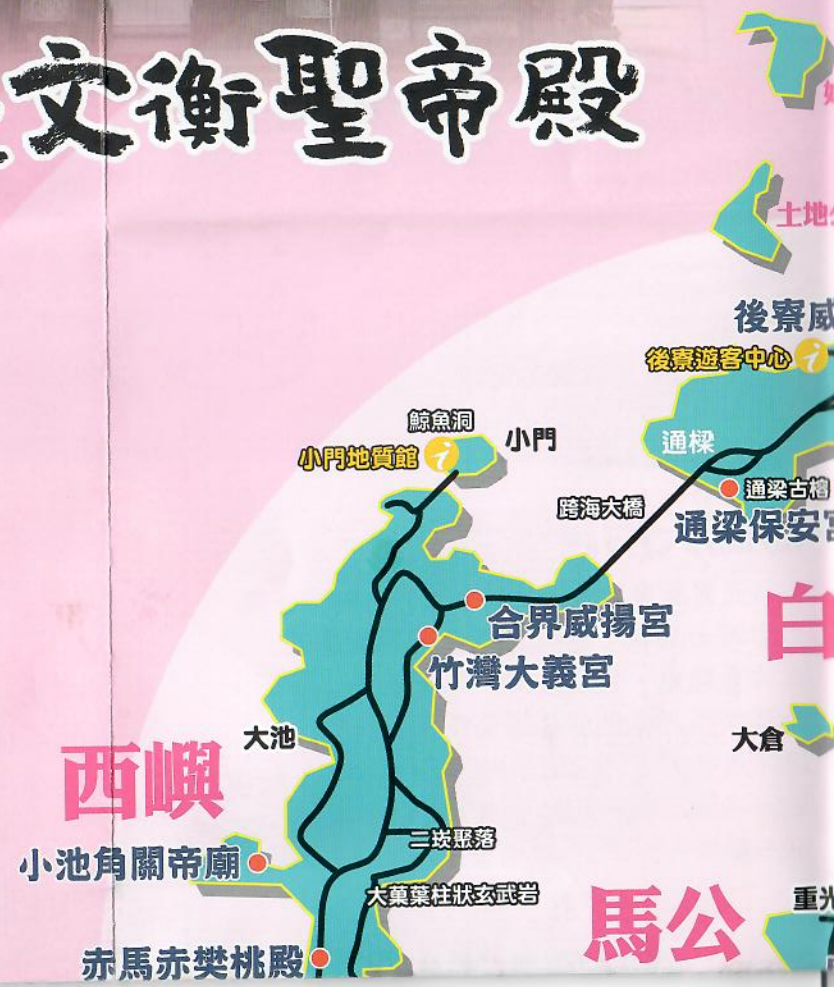 文衡聖帝殿
土地
後寮威
後寮遊客中心
鯨魚洞
小門
小門地質館
通樑
通梁古榕
跨海大橋
通梁保安宮
白
合界威揚宮
竹灣大義宮
大池
大倉
西嶼
二崁聚落
小池角關帝廟
大菓葉柱狀玄武岩
馬公
重光
赤馬赤樊桃殿